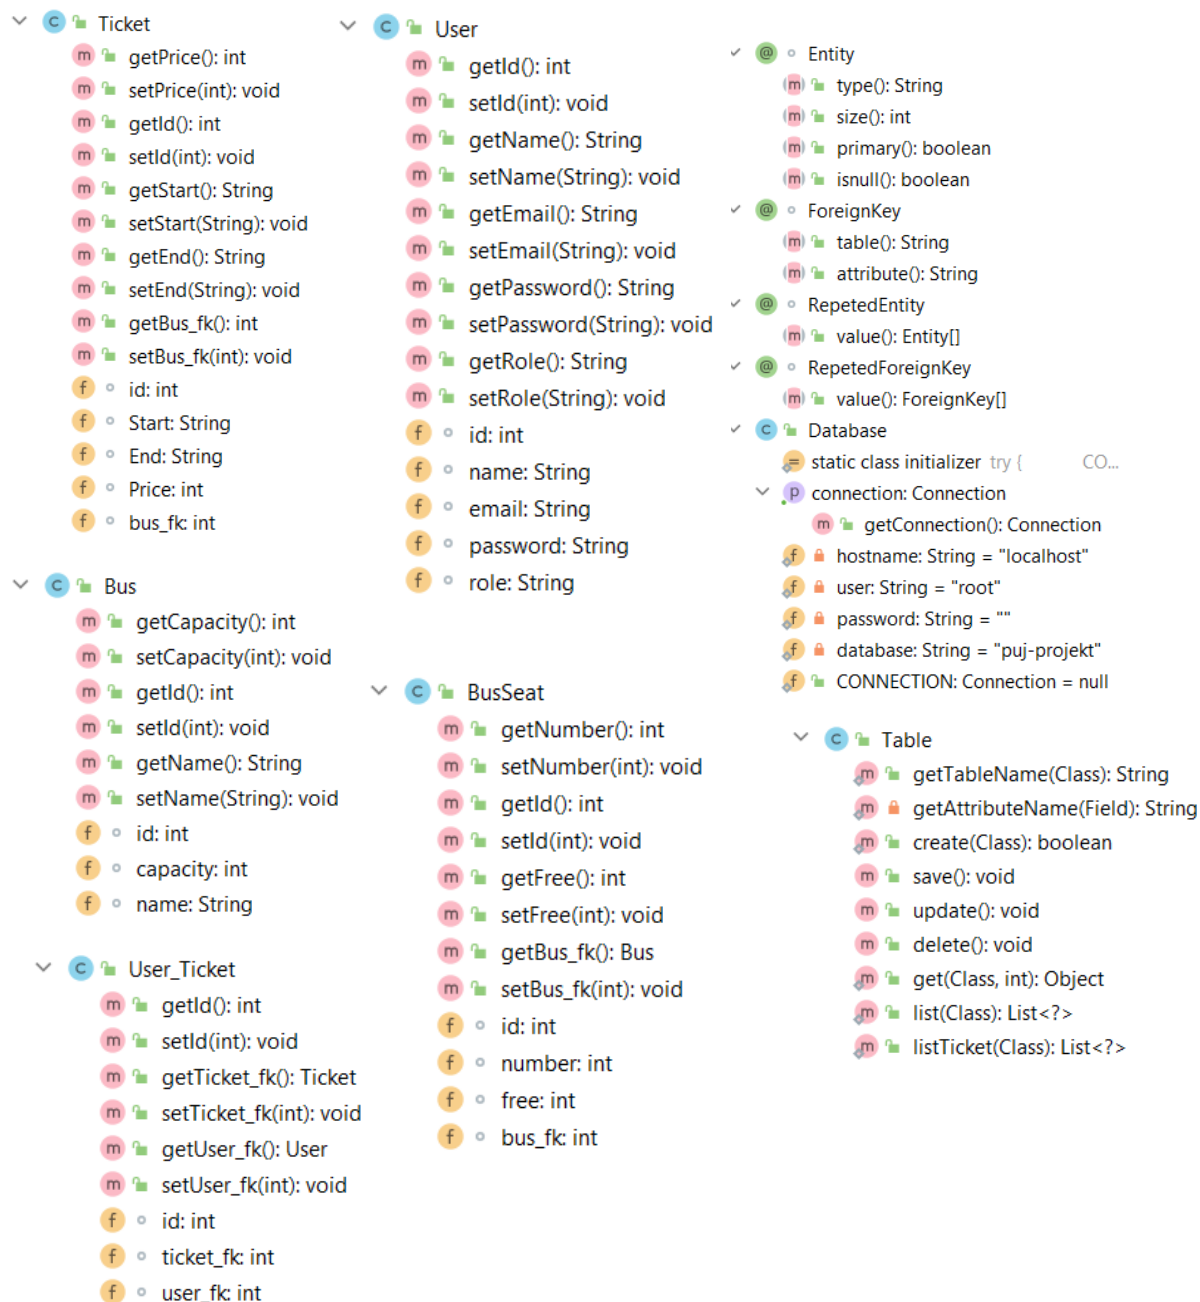 Ticket
getPrice(): int
setPrice(int): void
getId(): int
setId(int): void
getStart(): String
setStart(String): void
getEnd(): String
setEnd(String): void
getBus_fk(): int
setBus_fk(int): void
id: int
Start: String
End: String
Price: int
bus_fk: int
Bus
getCapacity(): int
setCapacity(int): void
getId(): int
setId(int): void
getName(): String
setName(String): void
id: int
capacity: int
name: String
User_Ticket
getId(): int
setId(int): void
getTicket_fk(): Ticket
setTicket_fk(int): void
getUser_fk(): User
setUser_fk(int): void
id: int
ticket_fk: int
user_fk: int
User
getId(): int
setId(int): void
getName(): String
setName(String): void
getEmail(): String
setEmail(String): void
getPassword(): String
setPassword(String): void
getRole(): String
setRole(String): void
id: int
name: String
email: String
password: String
role: String
BusSeat
getNumber(): int
setNumber(int): void
getId(): int
setId(int): void
getFree(): int
setFree(int): void
getBus_fk(): Bus
setBus_fk(int): void
id: int
number: int
free: int
bus_fk: int
Entity
type(): String
size(): int
primary(): boolean
isnull(): boolean
ForeignKey
table(): String
attribute(): String
RepetedEntity
value(): Entity[]
RepetedForeignKey
value(): ForeignKey[]
Database
static class initializer try { CO...
connection: Connection
getConnection(): Connection
hostname: String = "localhost"
user: String = "root"
password: String = ""
database: String = "puj-projekt"
CONNECTION: Connection = null
Table
getTableName(Class): String
getAttributeName(Field): String
create(Class): boolean
save(): void
update(): void
delete(): void
get(Class, int): Object
list(Class): List<?>
listTicket(Class): List<?>